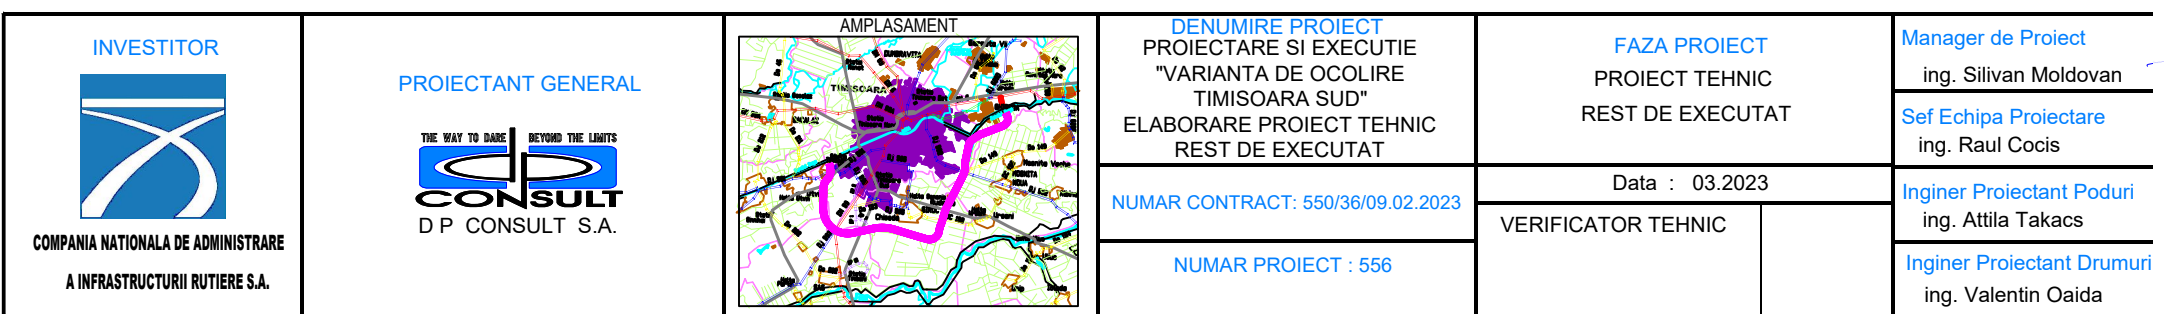 INVESTITOR
COMPANIA NATIONALA DE ADMINISTRARE
A INFRASTRUCTURII RUTIERE S.A.
PROIECTANT GENERAL
THE WAY TO DARE BEYOND THE LIMITS
CONSULT
D P CONSULT S.A.
AMPLASAMENT
TIMISOARA
DENUMIRE PROIECT
PROIECTARE SI EXECUTIE
"VARIANTA DE OCOLIRE
TIMISOARA SUD"
ELABORARE PROIECT TEHNIC
REST DE EXECUTAT
NUMAR CONTRACT: 550/36/09.02.2023
NUMAR PROIECT : 556
FAZA PROIECT
PROIECT TEHNIC
REST DE EXECUTAT
Data : 03.2023
VERIFICATOR TEHNIC
Manager de Proiect
ing. Silivan Moldovan
Sef Echipa Proiectare
ing. Raul Cocis
Inginer Proiectant Poduri
ing. Attila Takacs
Inginer Proiectant Drumuri
ing. Valentin Oaida